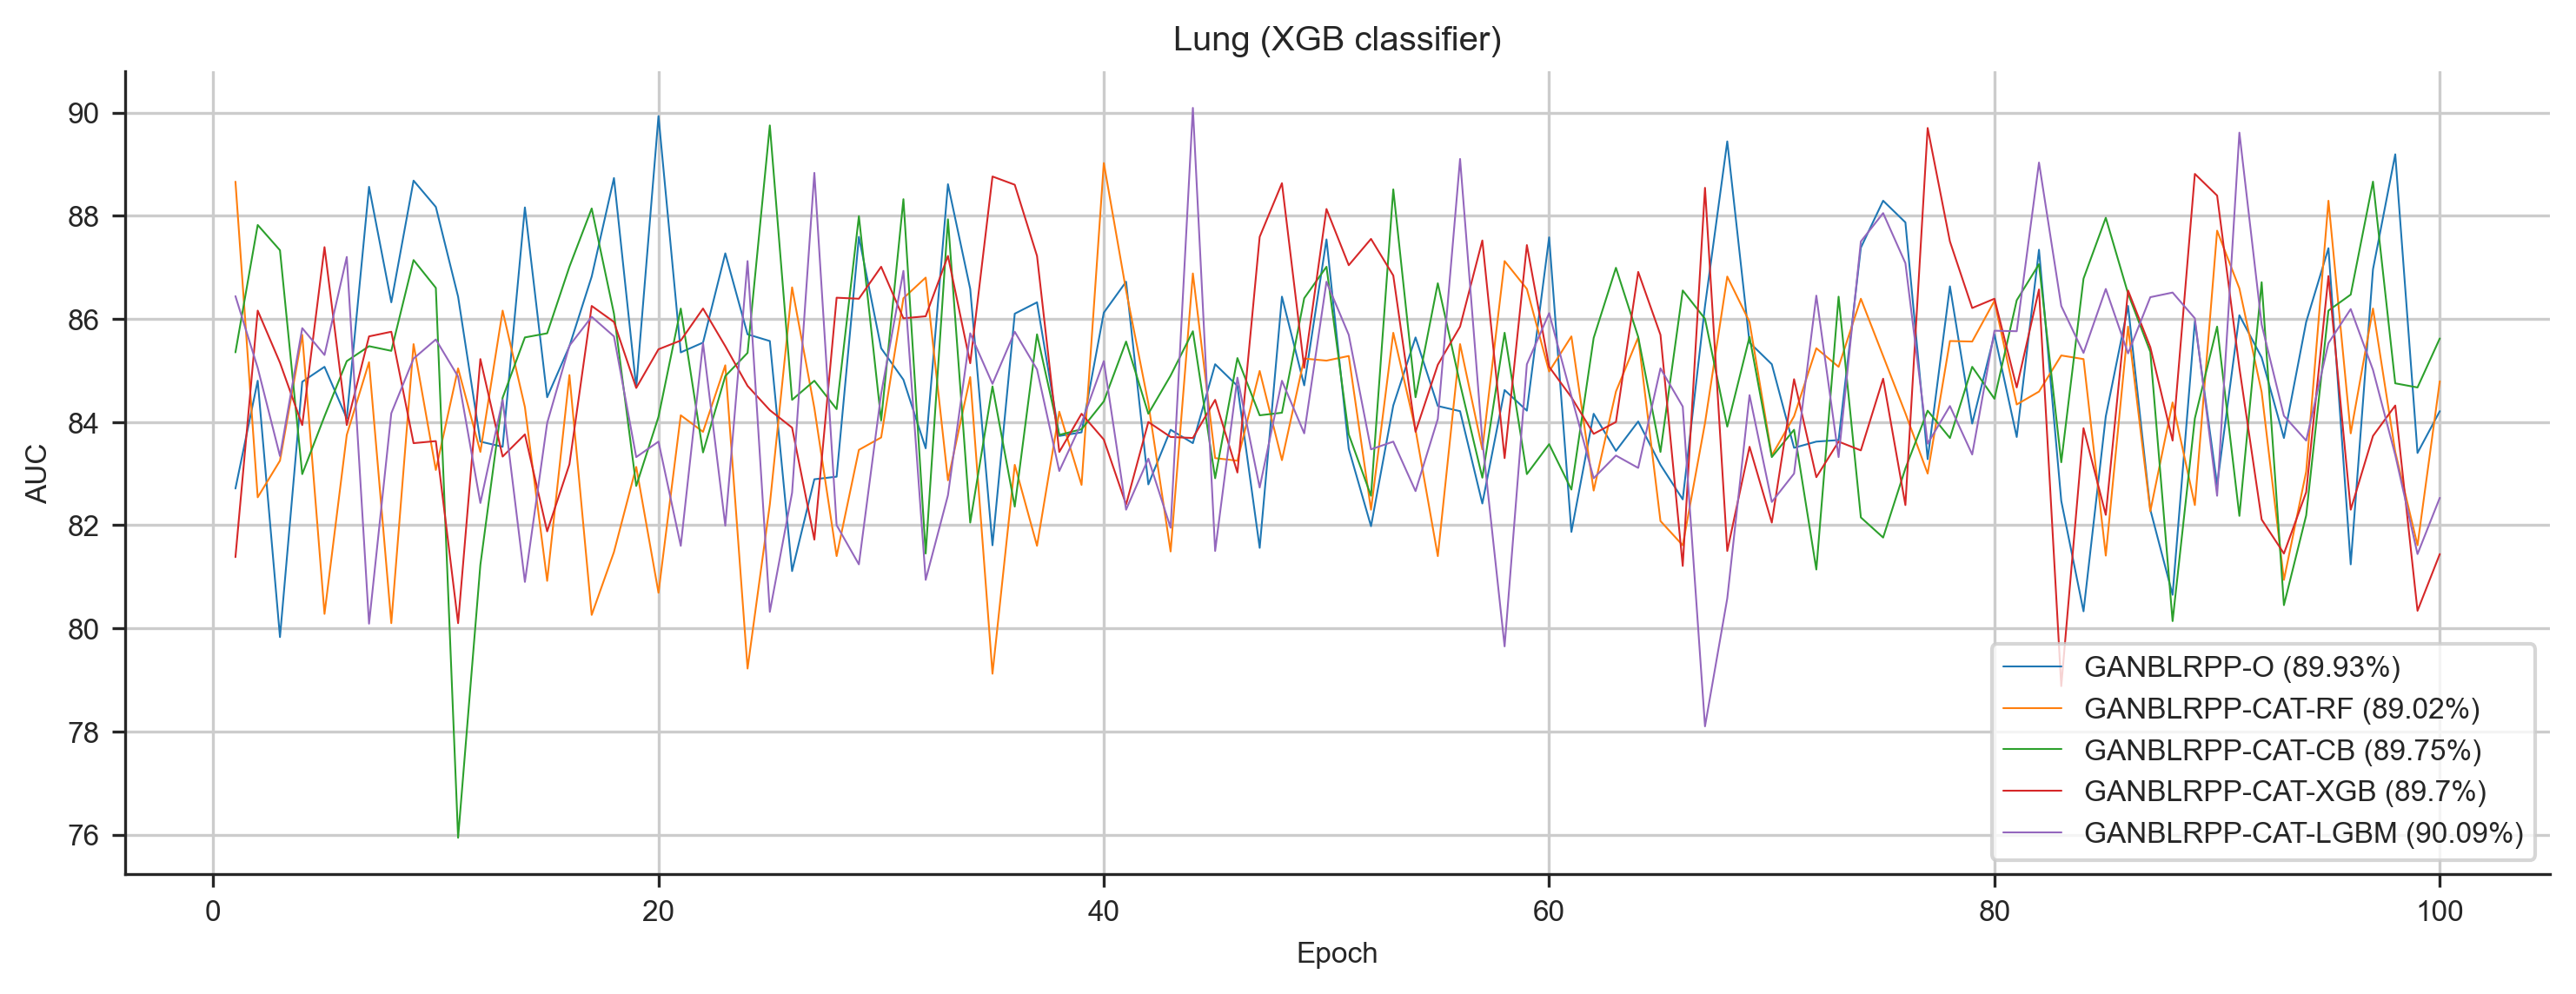 Lung (XGB classifier)
AUC
90
88
86
84
82
80
78
76
0
20
40
60
80
100
Epoch
GANBLRPP-O (89.93%)
GANBLRPP-CAT-RF (89.02%)
GANBLRPP-CAT-CB (89.75%)
GANBLRPP-CAT-XGB (89.7%)
GANBLRPP-CAT-LGBM (90.09%)